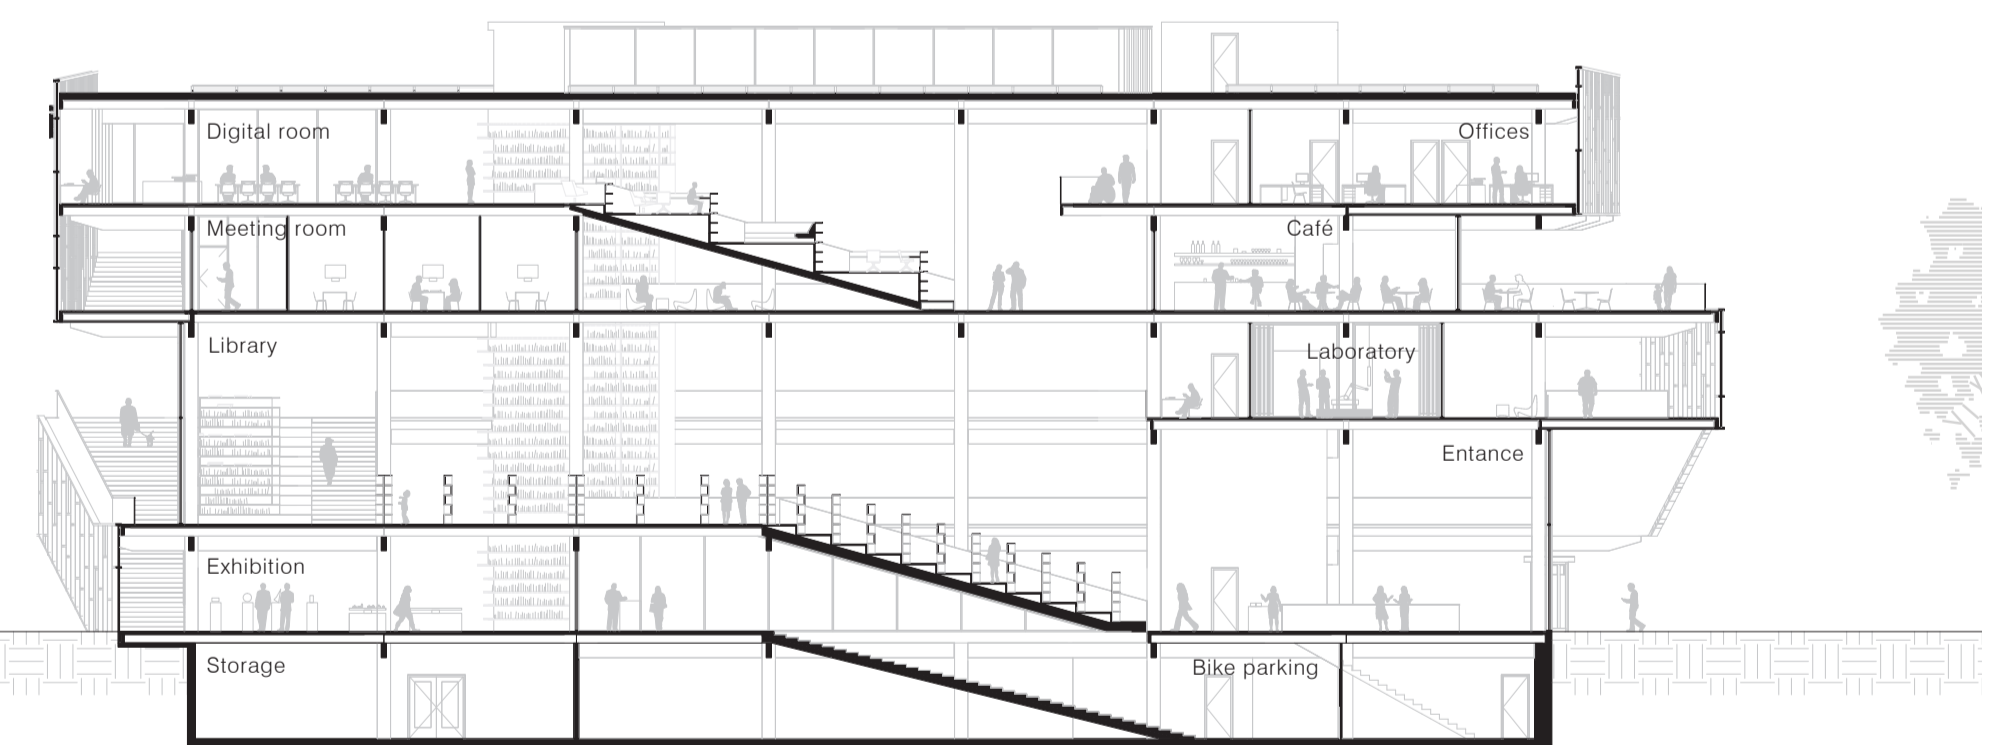 Digital room
Offices
Meeting room
Café
Library
Laboratory
Entance
Exhibition
Storage
Bike parking